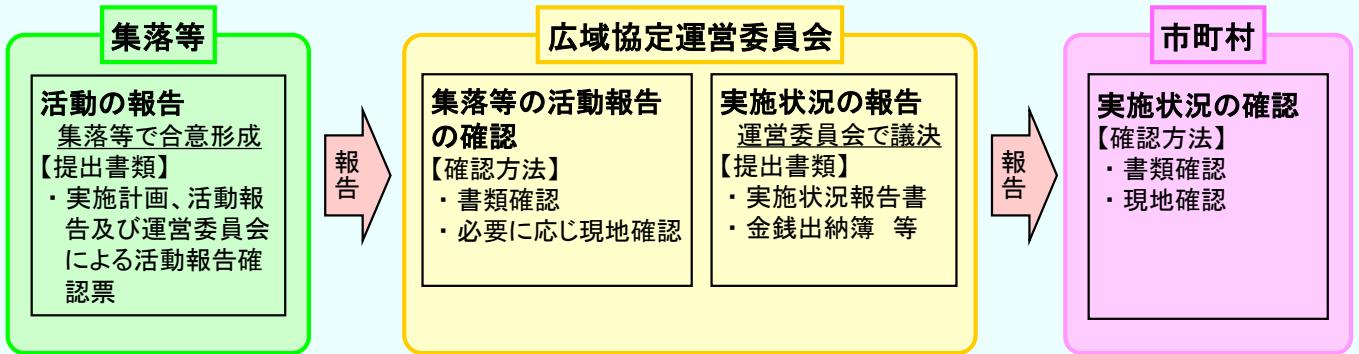 集落等
活動の報告
集落等で合意形成
【提出書類】
・実施計画、活動報
告及び運営委員会
による活動報告確
認票
報告
広域協定運営委員会
集落等の活動報告
の確認
【確認方法】
・書類確認
・必要に応じ現地確認
実施状況の報告
運営委員会で議決
【提出書類】
・実施状況報告書
・金銭出納簿 等
報告
市町村
実施状況の確認
【確認方法】
・書類確認
・現地確認